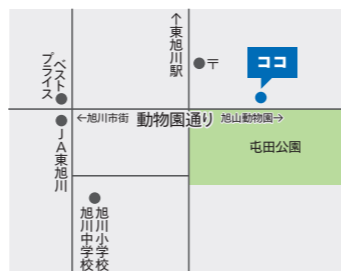 ↑東旭川駅
〒
ココ
ベスト
プライス
←旭川市街
動物園通り
旭山動物園→
JA東旭川
屯田公園
旭川小学校
旭川中学校